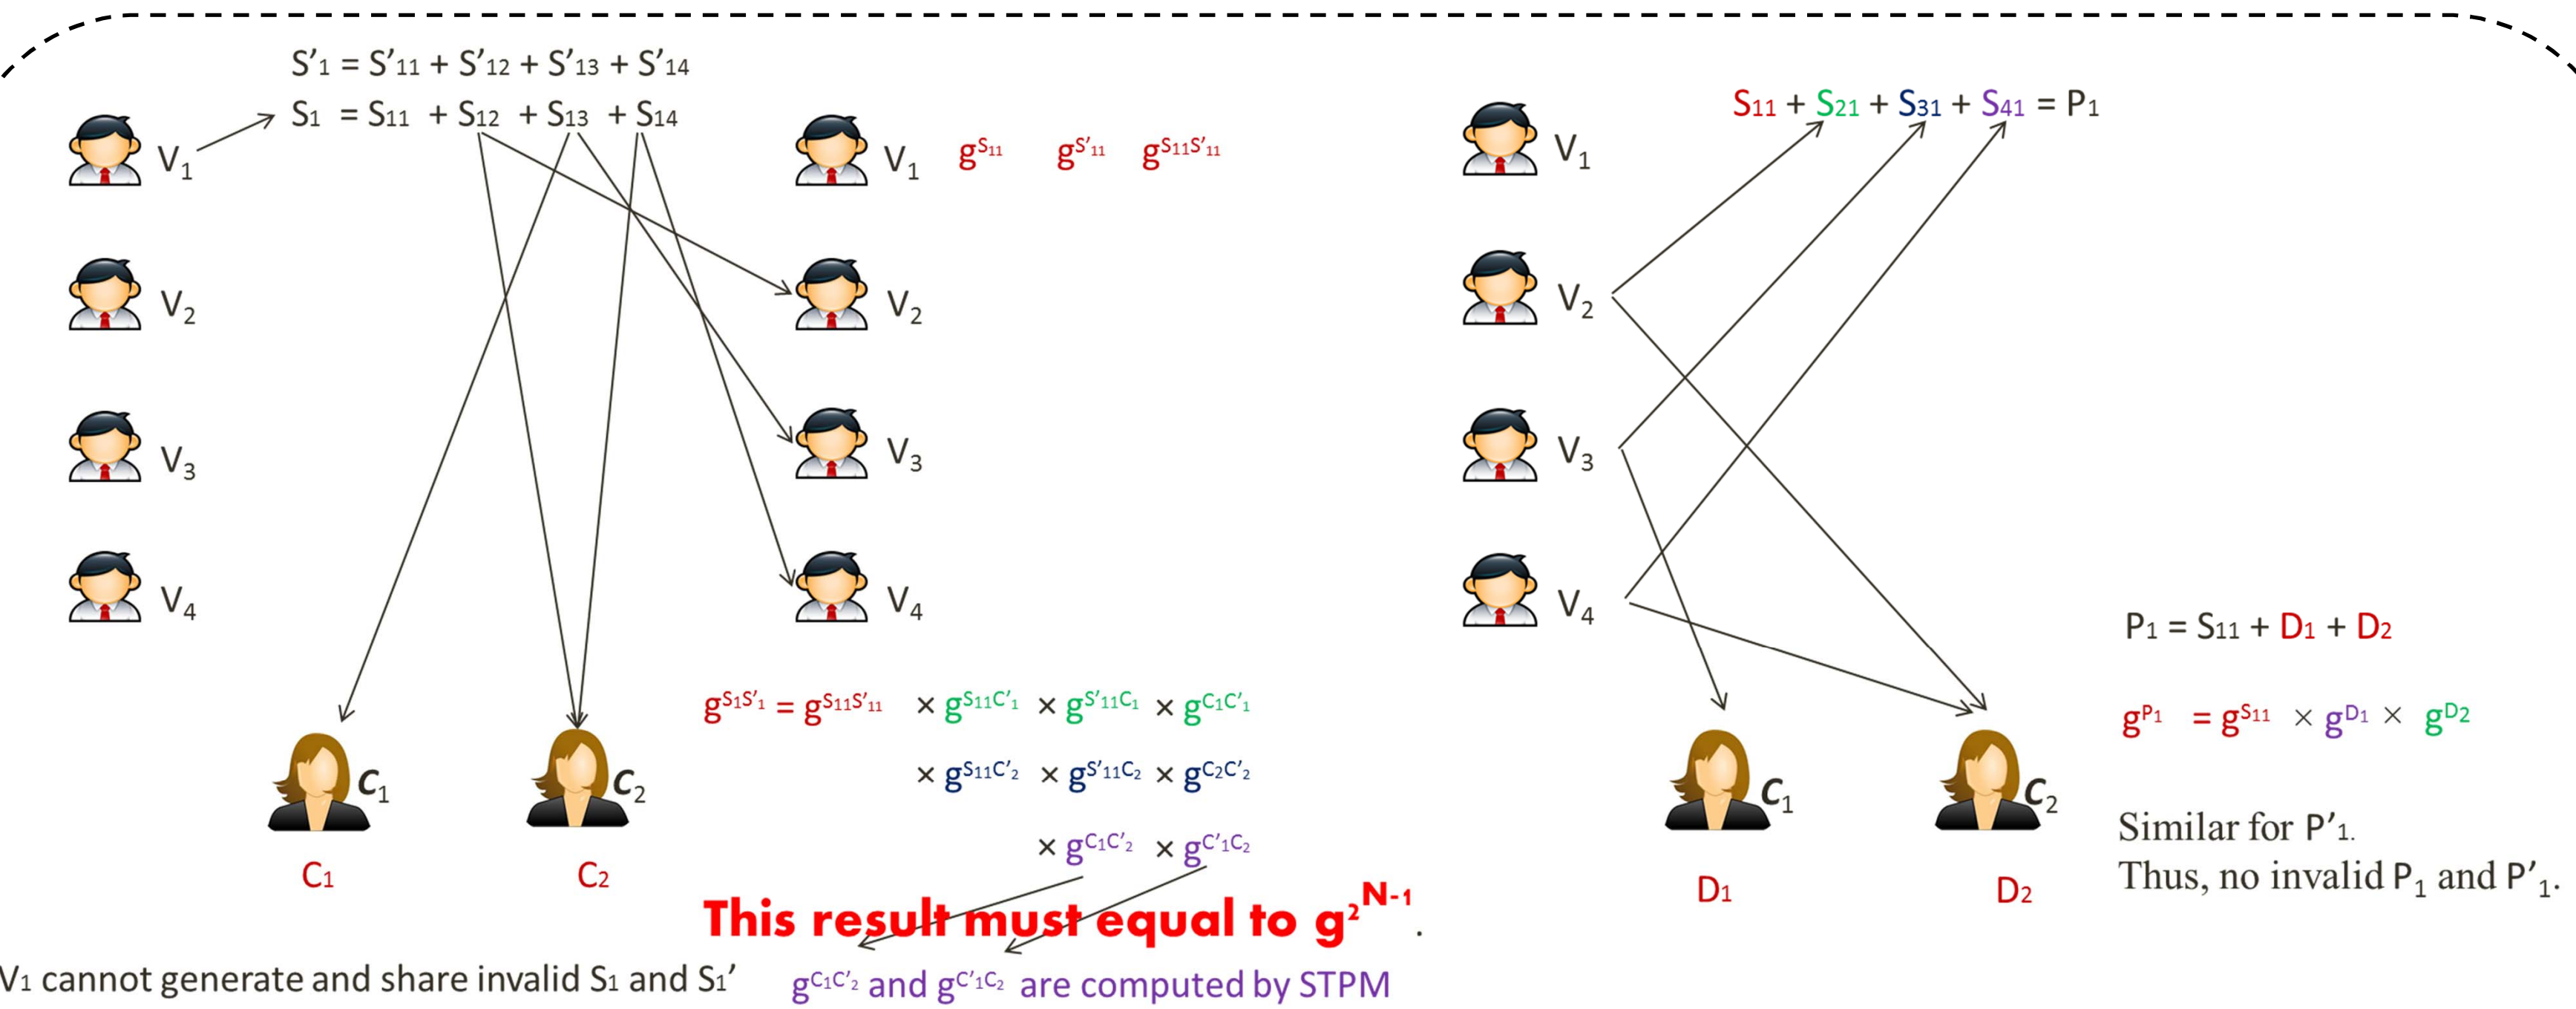 S′1 = S′11 + S′12 + S′13 + S′14
S1 = S11 + S12 + S13 + S14
V1
V2
V3
V4
V1 gS11 gS′11 gS11S′11
V2
V3
V4
C1
C2
C1
C2
gS1S′1 = gS11S′11 × gS11C′1 × gS′11C1 × gC1C′1
× gS11C′2 × gS′11C2 × gC2C′2
× gC1C′2 × gC′1C2
This result must equal to g2N-1.
V1 cannot generate and share invalid S1 and S1′
gC1C′2 and gC′1C2 are computed by STPM
S11 + S21 + S31 + S41 = P1
V1
V2
V3
V4
C1
C2
D1
D2
P1 = S11 + D1 + D2
gP1 = gS11 × gD1 × gD2
Similar for P′1.
Thus, no invalid P1 and P′1.